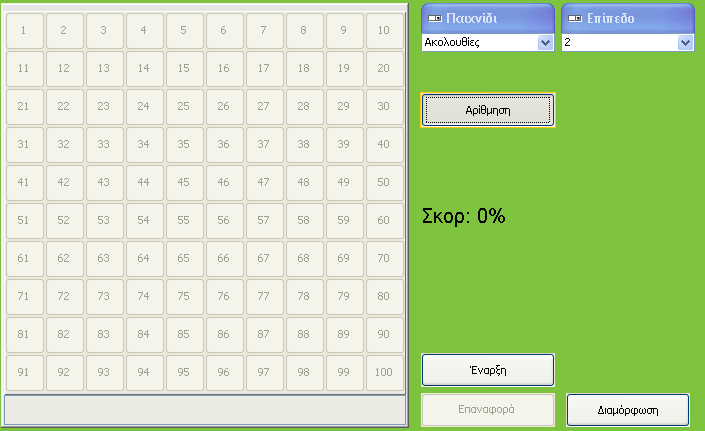 1 2 3 4 5 6 7 8 9 10
11 12 13 14 15 16 17 18 19 20
21 22 23 24 25 26 27 28 29 30
31 32 33 34 35 36 37 38 39 40
41 42 43 44 45 46 47 48 49 50
51 52 53 54 55 56 57 58 59 60
61 62 63 64 65 66 67 68 69 70
71 72 73 74 75 76 77 78 79 80
81 82 83 84 85 86 87 88 89 90
91 92 93 94 95 96 97 98 99 100
Παιχνίδι
Ακολουθίες
Επίπεδο
2
Αρίθμηση
Σκορ: 0%
Έναρξη
Επαναφορά
Διαμόρφωση